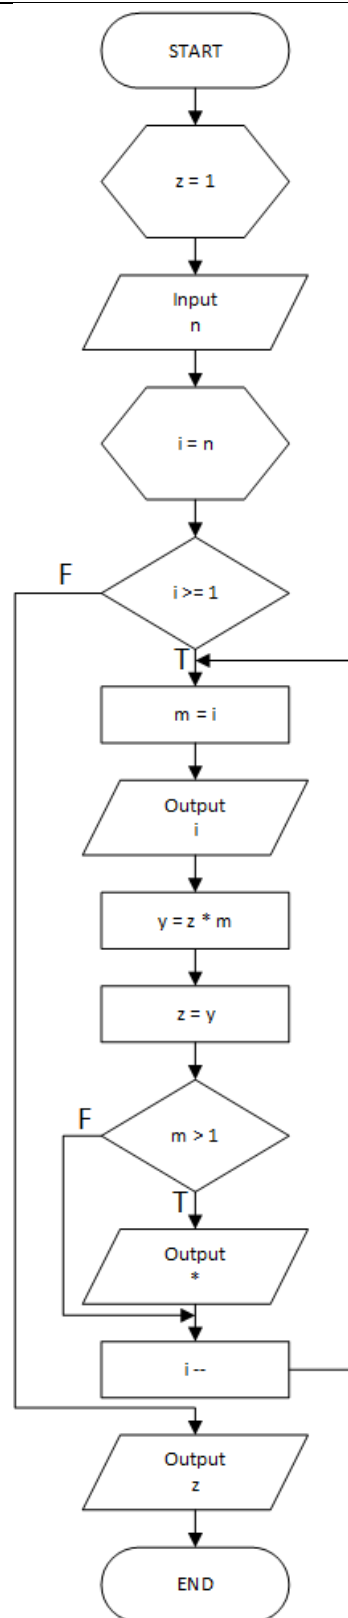 START
z = 1
Input
n
i = n
F
i >= 1
T
m = i
Output
i
y = z * m
z = y
F
m > 1
T
Output
*
i --
Output
z
END